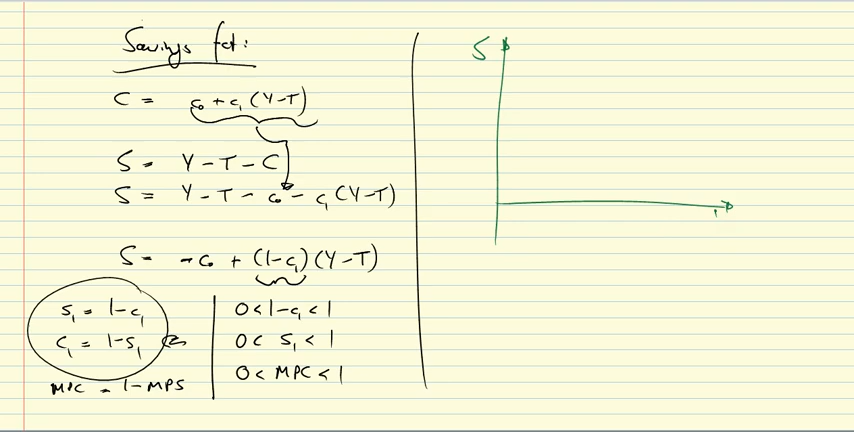 Savings fct:
C = c₀ + c₁ (Y-T)
S = Y - T - C
S = Y - T - c₀ - c₁ (Y-T)
S = -c₀ + (1-c₁)(Y-T)
s₁ = 1-c₁
c₁ = 1-s₁
MPC = 1-MPS
0 < 1-c₁ < 1
0 < s₁ < 1
0 < MPC < 1
S